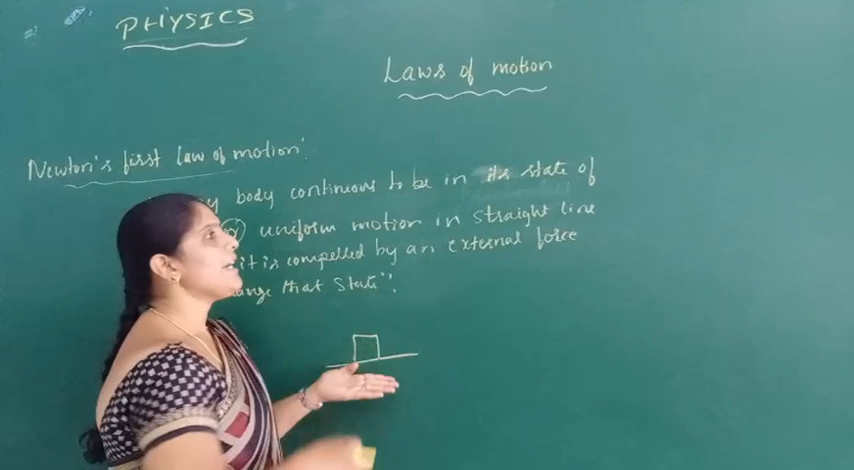 PHYSICS
Laws of motion
Newton's first law of motion:
body continuous to be in its state of
uniform motion in straight line
it is compelled by an external force
that state".